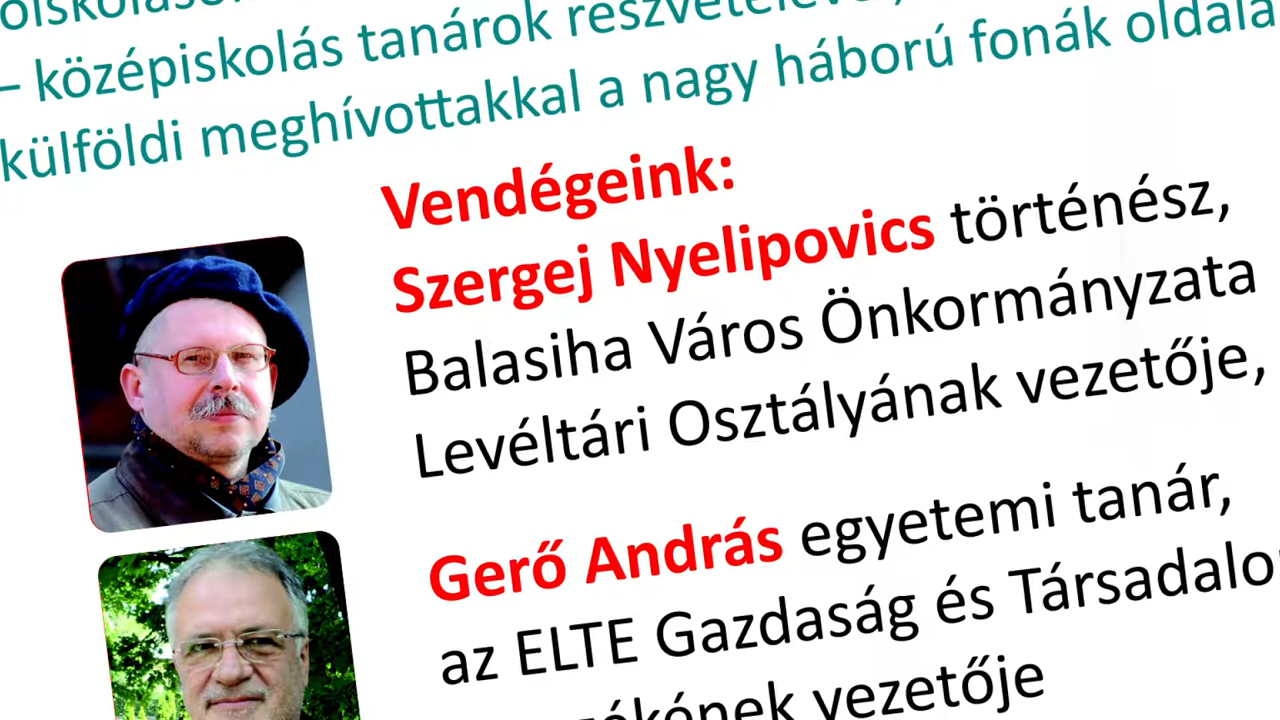 – középiskolás tanárok részvételével,
külföldi meghívottakkal a nagy háború fonák oldala
Vendégeink:
Szergej Nyelipovics történész,
Balasiha Város Önkormányzata
Levéltári Osztályának vezetője,
Gerő András egyetemi tanár,
az ELTE Gazdaság és
vezetője